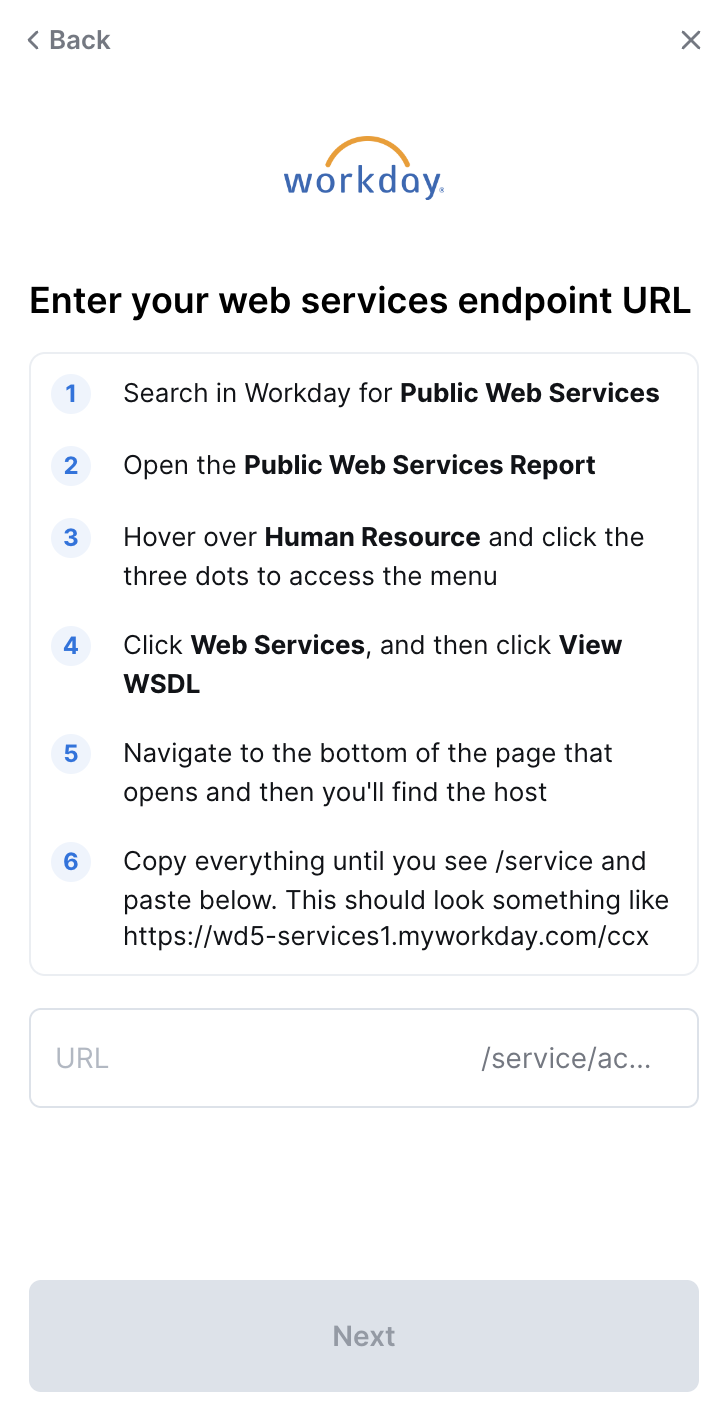 Back
workday
Enter your web services endpoint URL
1 Search in Workday for Public Web Services
2 Open the Public Web Services Report
3 Hover over Human Resource and click the
three dots to access the menu
4 Click Web Services, and then click View
WSDL
5 Navigate to the bottom of the page that
opens and then you'll find the host
6 Copy everything until you see /service and
paste below. This should look something like
https://wd5-services1.myworkday.com/ccx
URL /service/ac...
Next